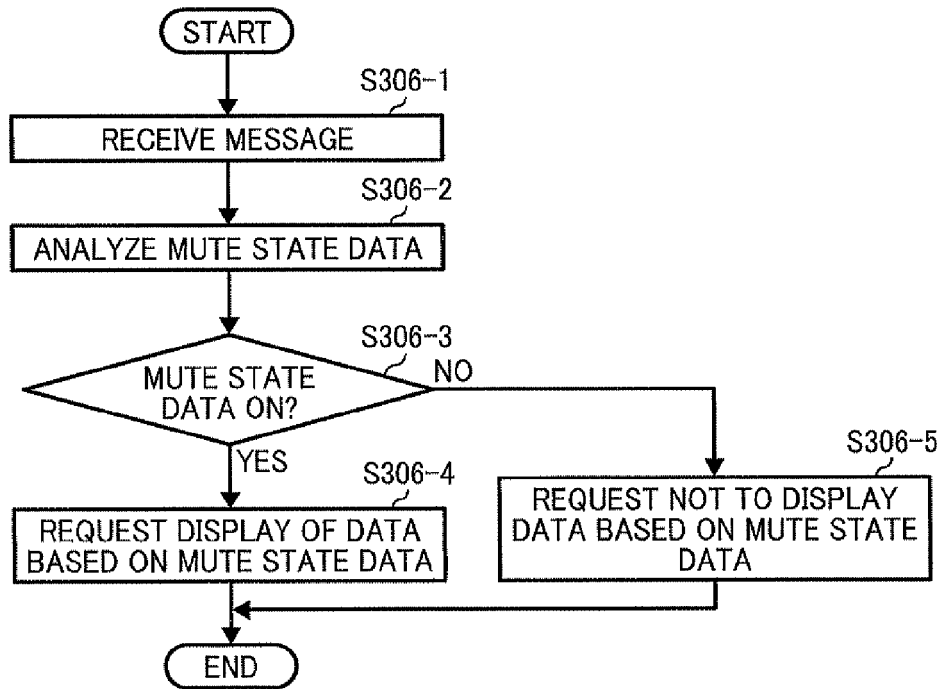 START
S306-1
RECEIVE MESSAGE
S306-2
ANALYZE MUTE STATE DATA
S306-3
MUTE STATE
DATA ON?
NO
YES
S306-4
REQUEST DISPLAY OF DATA
BASED ON MUTE STATE DATA
S306-5
REQUEST NOT TO DISPLAY
DATA BASED ON MUTE STATE
DATA
END